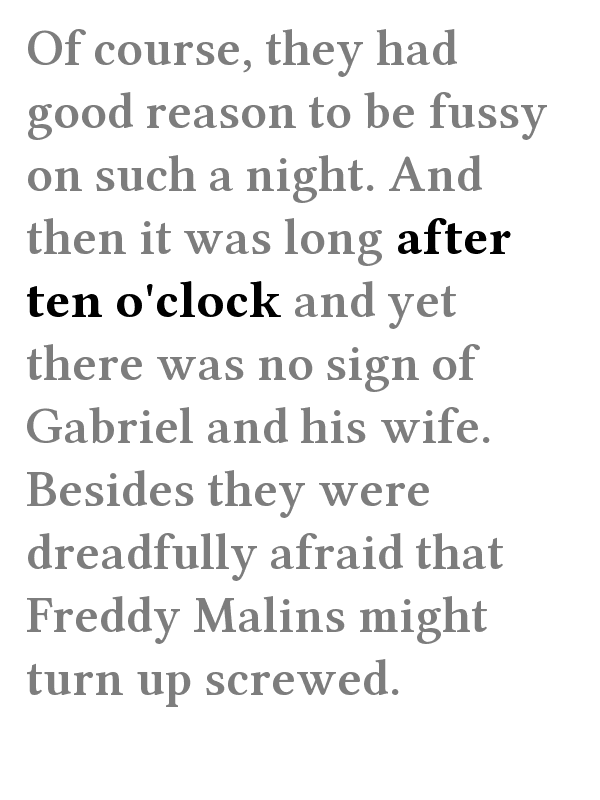 Of course, they had
good reason to be fussy
on such a night. And
then it was long after
ten o'clock and yet
there was no sign of
Gabriel and his wife.
Besides they were
dreadfully afraid that
Freddy Malins might
turn up screwed.